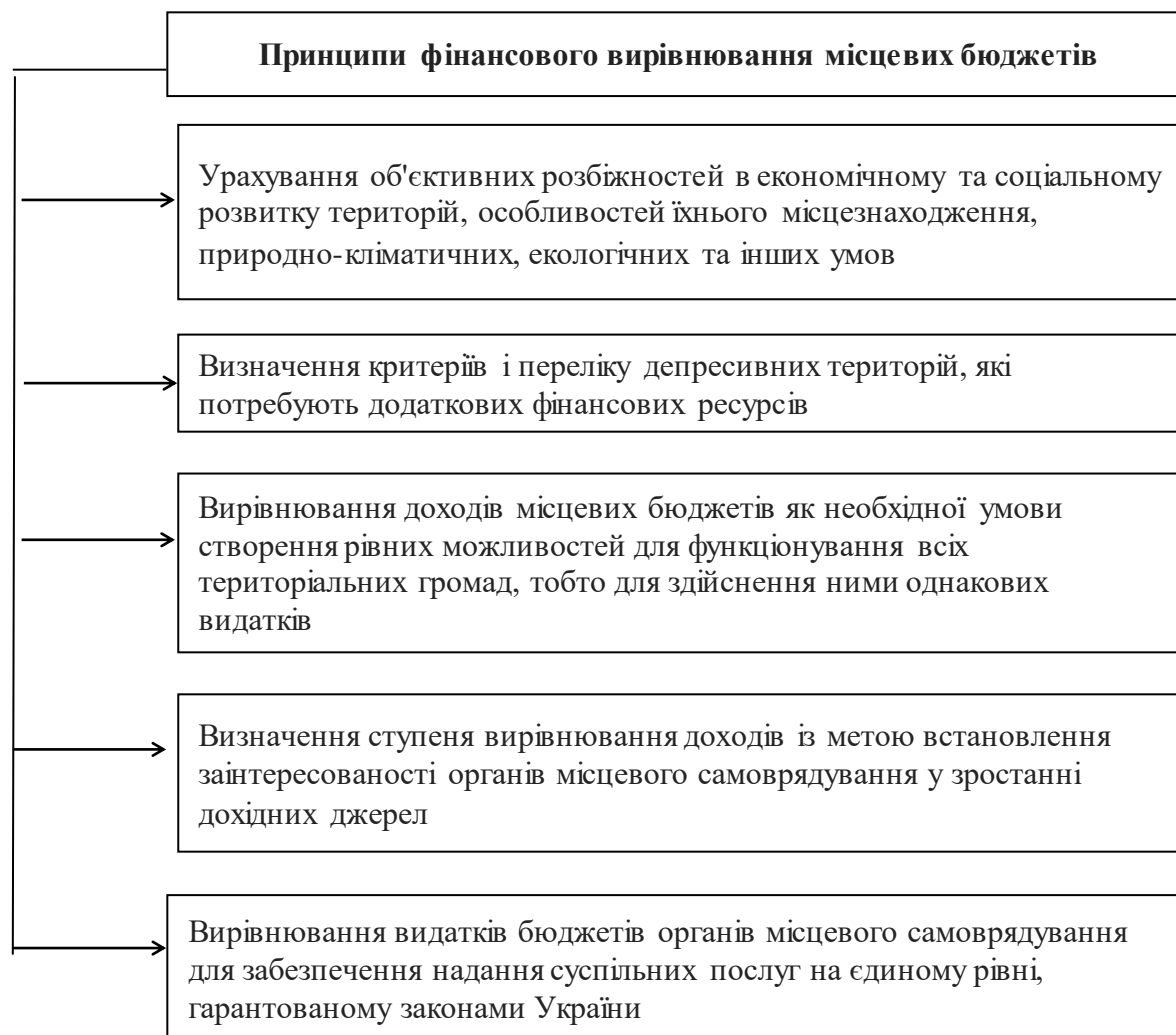 Принципи фінансового вирівнювання місцевих бюджетів
Урахування об'єктивних розбіжностей в економічному та соціальному
розвитку територій, особливостей їхнього місцезнаходження,
природно-кліматичних, екологічних та інших умов
Визначення критеріїв і переліку депресивних територій, які
потребують додаткових фінансових ресурсів
Вирівнювання доходів місцевих бюджетів як необхідної умови
створення рівних можливостей для функціонування всіх
територіальних громад, тобто для здійснення ними однакових
видатків
Визначення ступеня вирівнювання доходів із метою встановлення
заінтересованості органів місцевого самоврядування у зростанні
дохідних джерел
Вирівнювання видатків бюджетів органів місцевого самоврядування
для забезпечення надання суспільних послуг на єдиному рівні,
гарантованому законами України